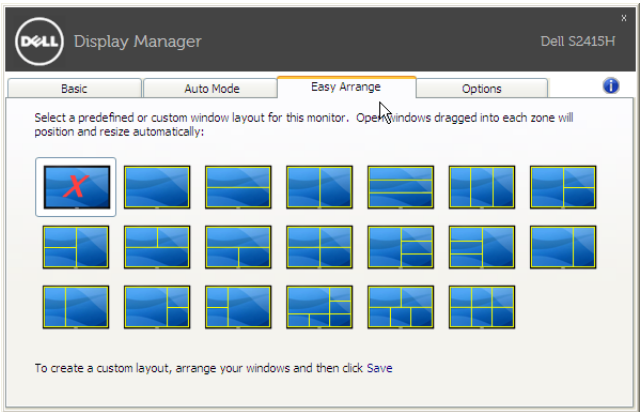 x
DELL Display Manager Dell S2415H
Basic Auto Mode Easy Arrange Options i
Select a predefined or custom window layout for this monitor. Open windows dragged into each zone will
position and resize automatically:
X
To create a custom layout, arrange your windows and then click Save